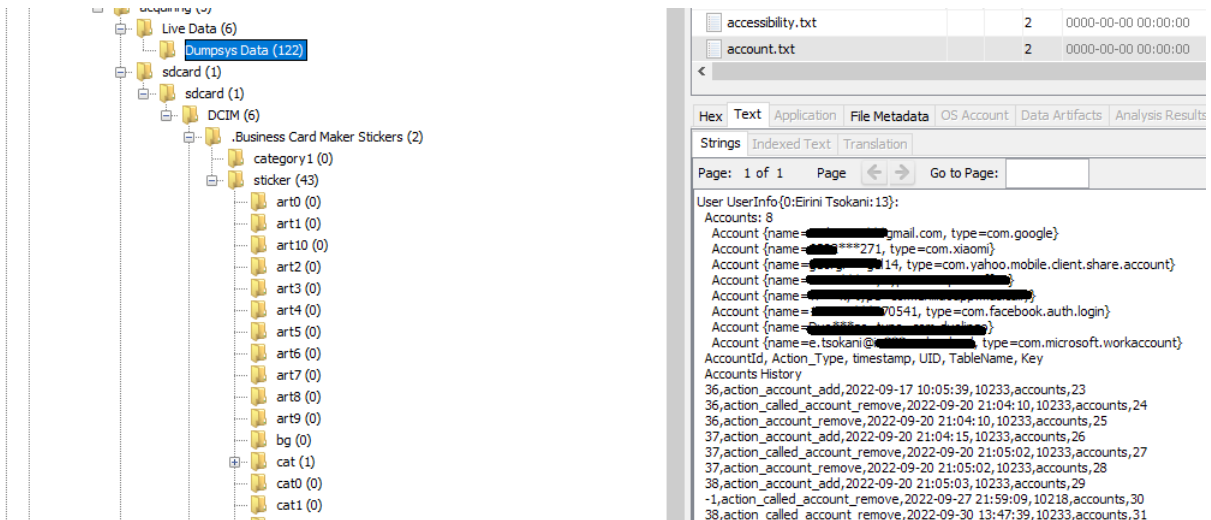 acquiring (5)
Live Data (6)
Dumpsys Data (122)
sdcard (1)
sdcard (1)
DCIM (6)
.Business Card Maker Stickers (2)
category1 (0)
sticker (43)
art0 (0)
art1 (0)
art10 (0)
art2 (0)
art3 (0)
art4 (0)
art5 (0)
art6 (0)
art7 (0)
art8 (0)
art9 (0)
bg (0)
cat (1)
cat0 (0)
cat1 (0)
accessibility.txt 2 0000-00-00 00:00:00
account.txt 2 0000-00-00 00:00:00
Hex Text Application File Metadata OS Account Data Artifacts Analysis Results
Strings Indexed Text Translation
Page: 1 of 1 Page Go to Page:
User UserInfo{0:Eirini Tsokani:13}:
Accounts: 8
Account {name= gmail.com, type=com.google}
Account {name= ***271, type=com.xiaomi}
Account {name= 14, type=com.yahoo.mobile.client.share.account}
Account {name= }
Account {name= }
Account {name= 70541, type=com.facebook.auth.login}
Account {name= }
Account {name=e.tsokani@ , type=com.microsoft.workaccount}
AccountId, Action_Type, timestamp, UID, TableName, Key
Accounts History
36,action_account_add,2022-09-17 10:05:39,10233,accounts,23
36,action_called_account_remove,2022-09-20 21:04:10,10233,accounts,24
36,action_account_remove,2022-09-20 21:04:10,10233,accounts,25
37,action_account_add,2022-09-20 21:04:15,10233,accounts,26
37,action_called_account_remove,2022-09-20 21:05:02,10233,accounts,27
37,action_account_remove,2022-09-20 21:05:02,10233,accounts,28
38,action_account_add,2022-09-20 21:05:03,10233,accounts,29
-1,action_called_account_remove,2022-09-27 21:59:09,10218,accounts,30
38,action_called_account_remove,2022-09-30 13:47:39,10233,accounts,31